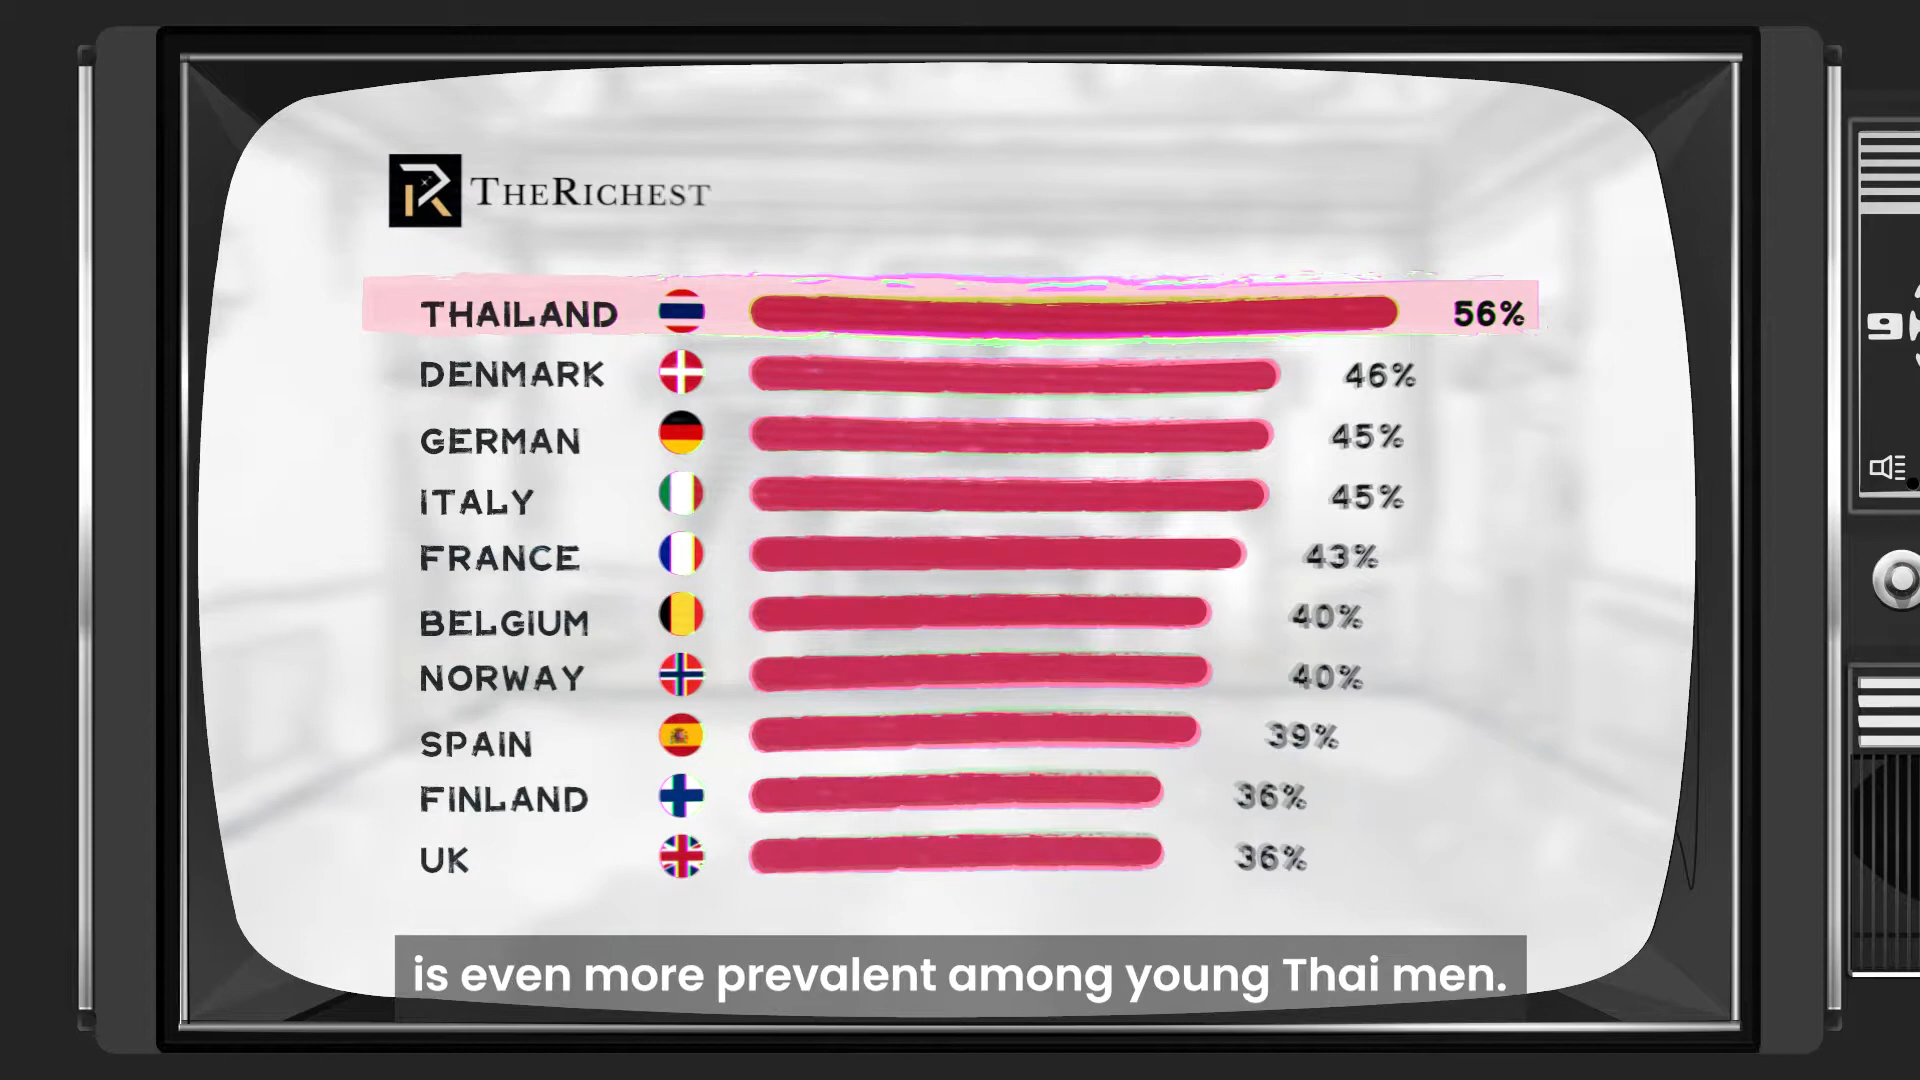 THERICHEST
THAILAND 56%
DENMARK 46%
GERMAN 45%
ITALY 45%
FRANCE 43%
BELGIUM 40%
NORWAY 40%
SPAIN 39%
FINLAND 36%
UK 36%
is even more prevalent among young Thai men.
9